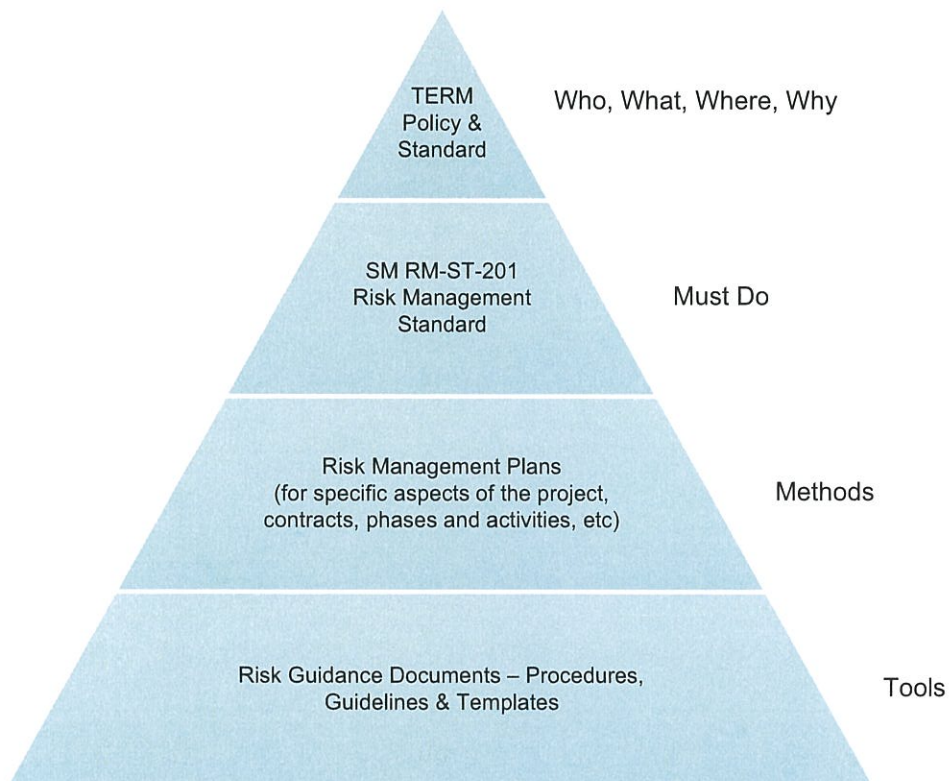 TERM
Policy &
Standard
Who, What, Where, Why
SM RM-ST-201
Risk Management
Standard
Must Do
Risk Management Plans
(for specific aspects of the project,
contracts, phases and activities, etc)
Methods
Risk Guidance Documents – Procedures,
Guidelines & Templates
Tools